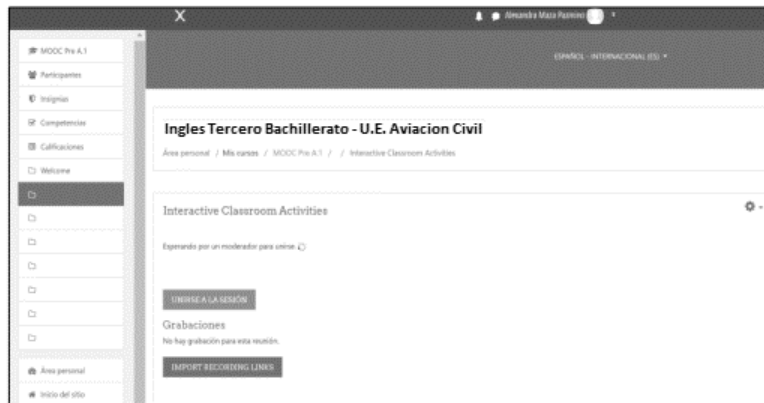 X
Alexandra Maza Pazmino
ESPAÑOL - INTERNACIONAL (ES)
MOOC Pre A.1
Participantes
Insignias
Competencias
Calificaciones
Welcome
Área personal
Inicio del sitio
Ingles Tercero Bachillerato - U.E. Aviacion Civil
Área personal / Mis cursos / MOOC Pre A.1 / / Interactive Classroom Activities
Interactive Classroom Activities
Esperando por un moderador para unirse.
UNIRSE A LA SESIÓN
Grabaciones
No hay grabación para esta reunión.
IMPORT RECORDING LINKS